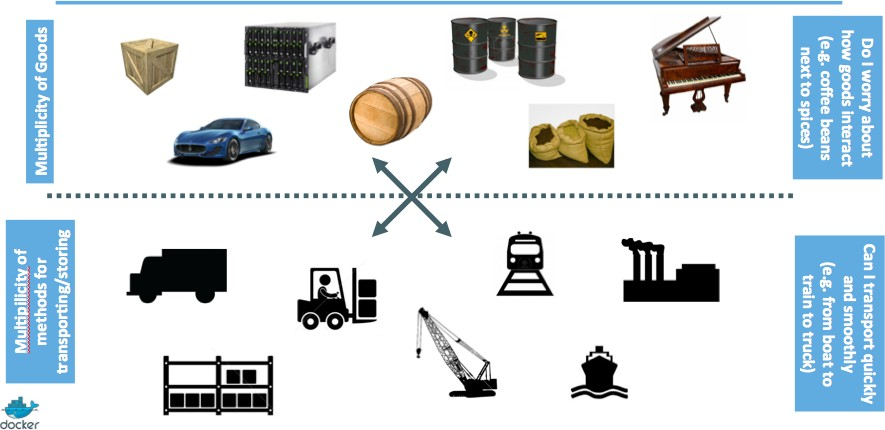 Multiplicity of Goods
Do I worry about
how goods interact
(e.g. coffee beans
next to spices)
Multipilicity of
methods for
transporting/storing
Can I transport quickly
and smoothly
(e.g. from boat to
train to truck)
docker